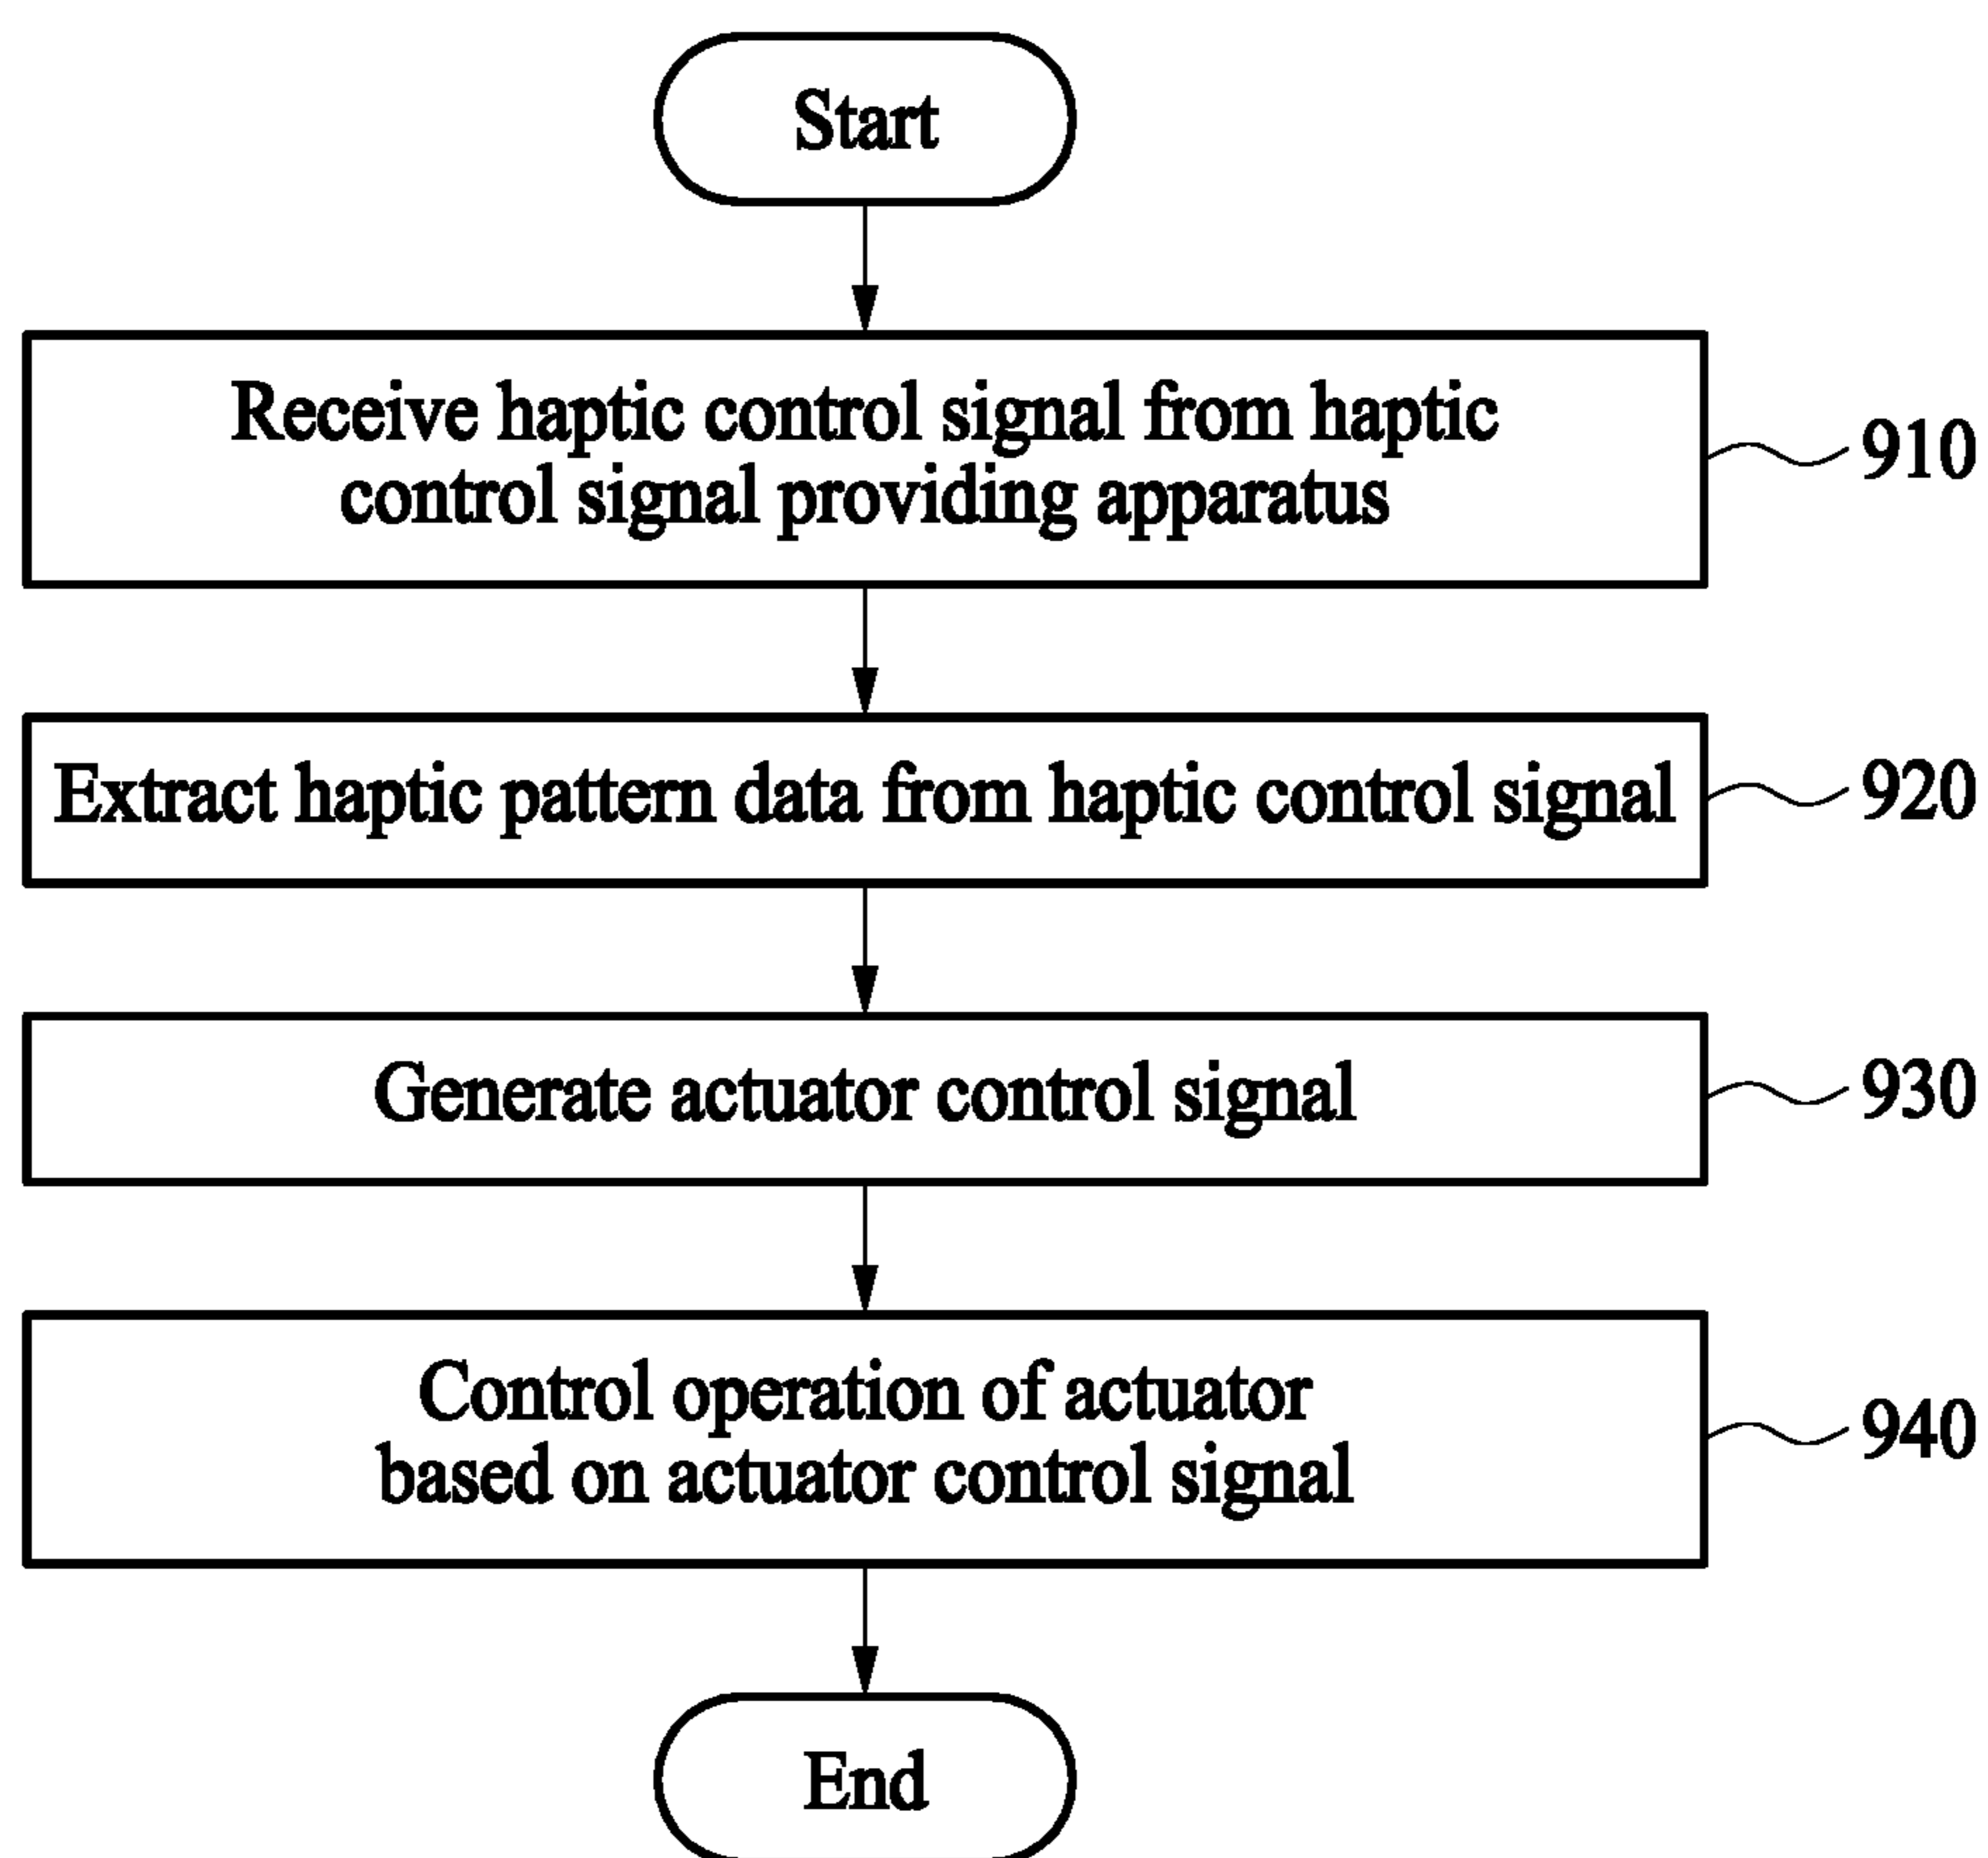 Start
Receive haptic control signal from haptic
control signal providing apparatus
910
Extract haptic pattern data from haptic control signal
920
Generate actuator control signal
930
Control operation of actuator
based on actuator control signal
940
End